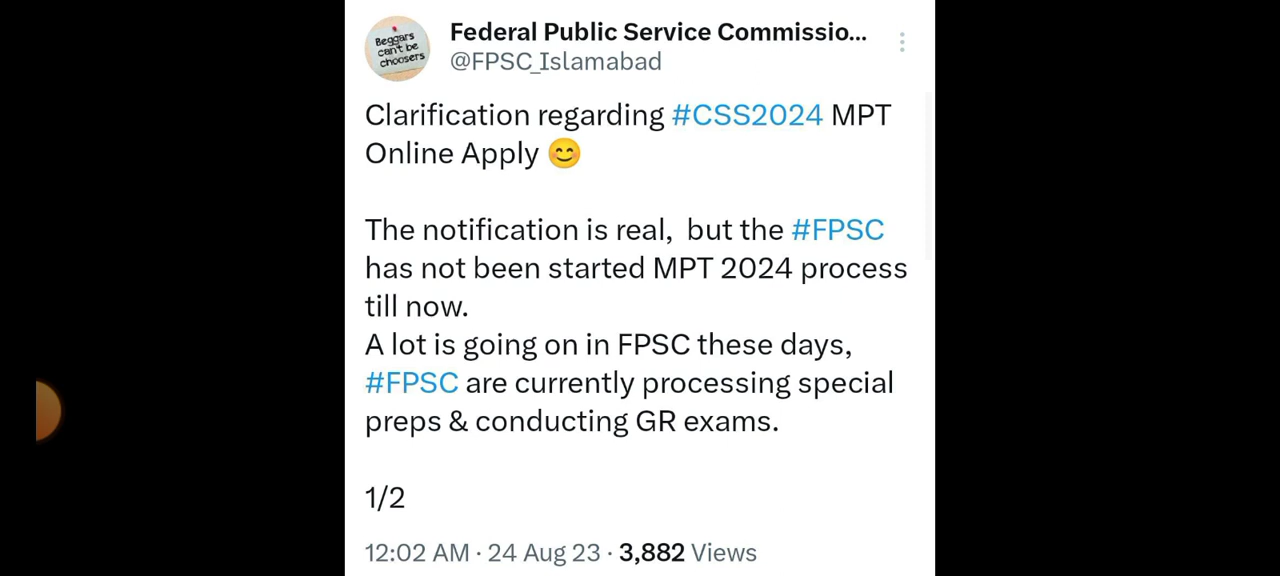 Beggars
can't be
choosers
Federal Public Service Commissio...
@FPSC_Islamabad
Clarification regarding #CSS2024 MPT
Online Apply 😊
The notification is real,  but the #FPSC
has not been started MPT 2024 process
till now.
A lot is going on in FPSC these days,
#FPSC are currently processing special
preps & conducting GR exams.
1/2
12:02 AM · 24 Aug 23 · 3,882 Views